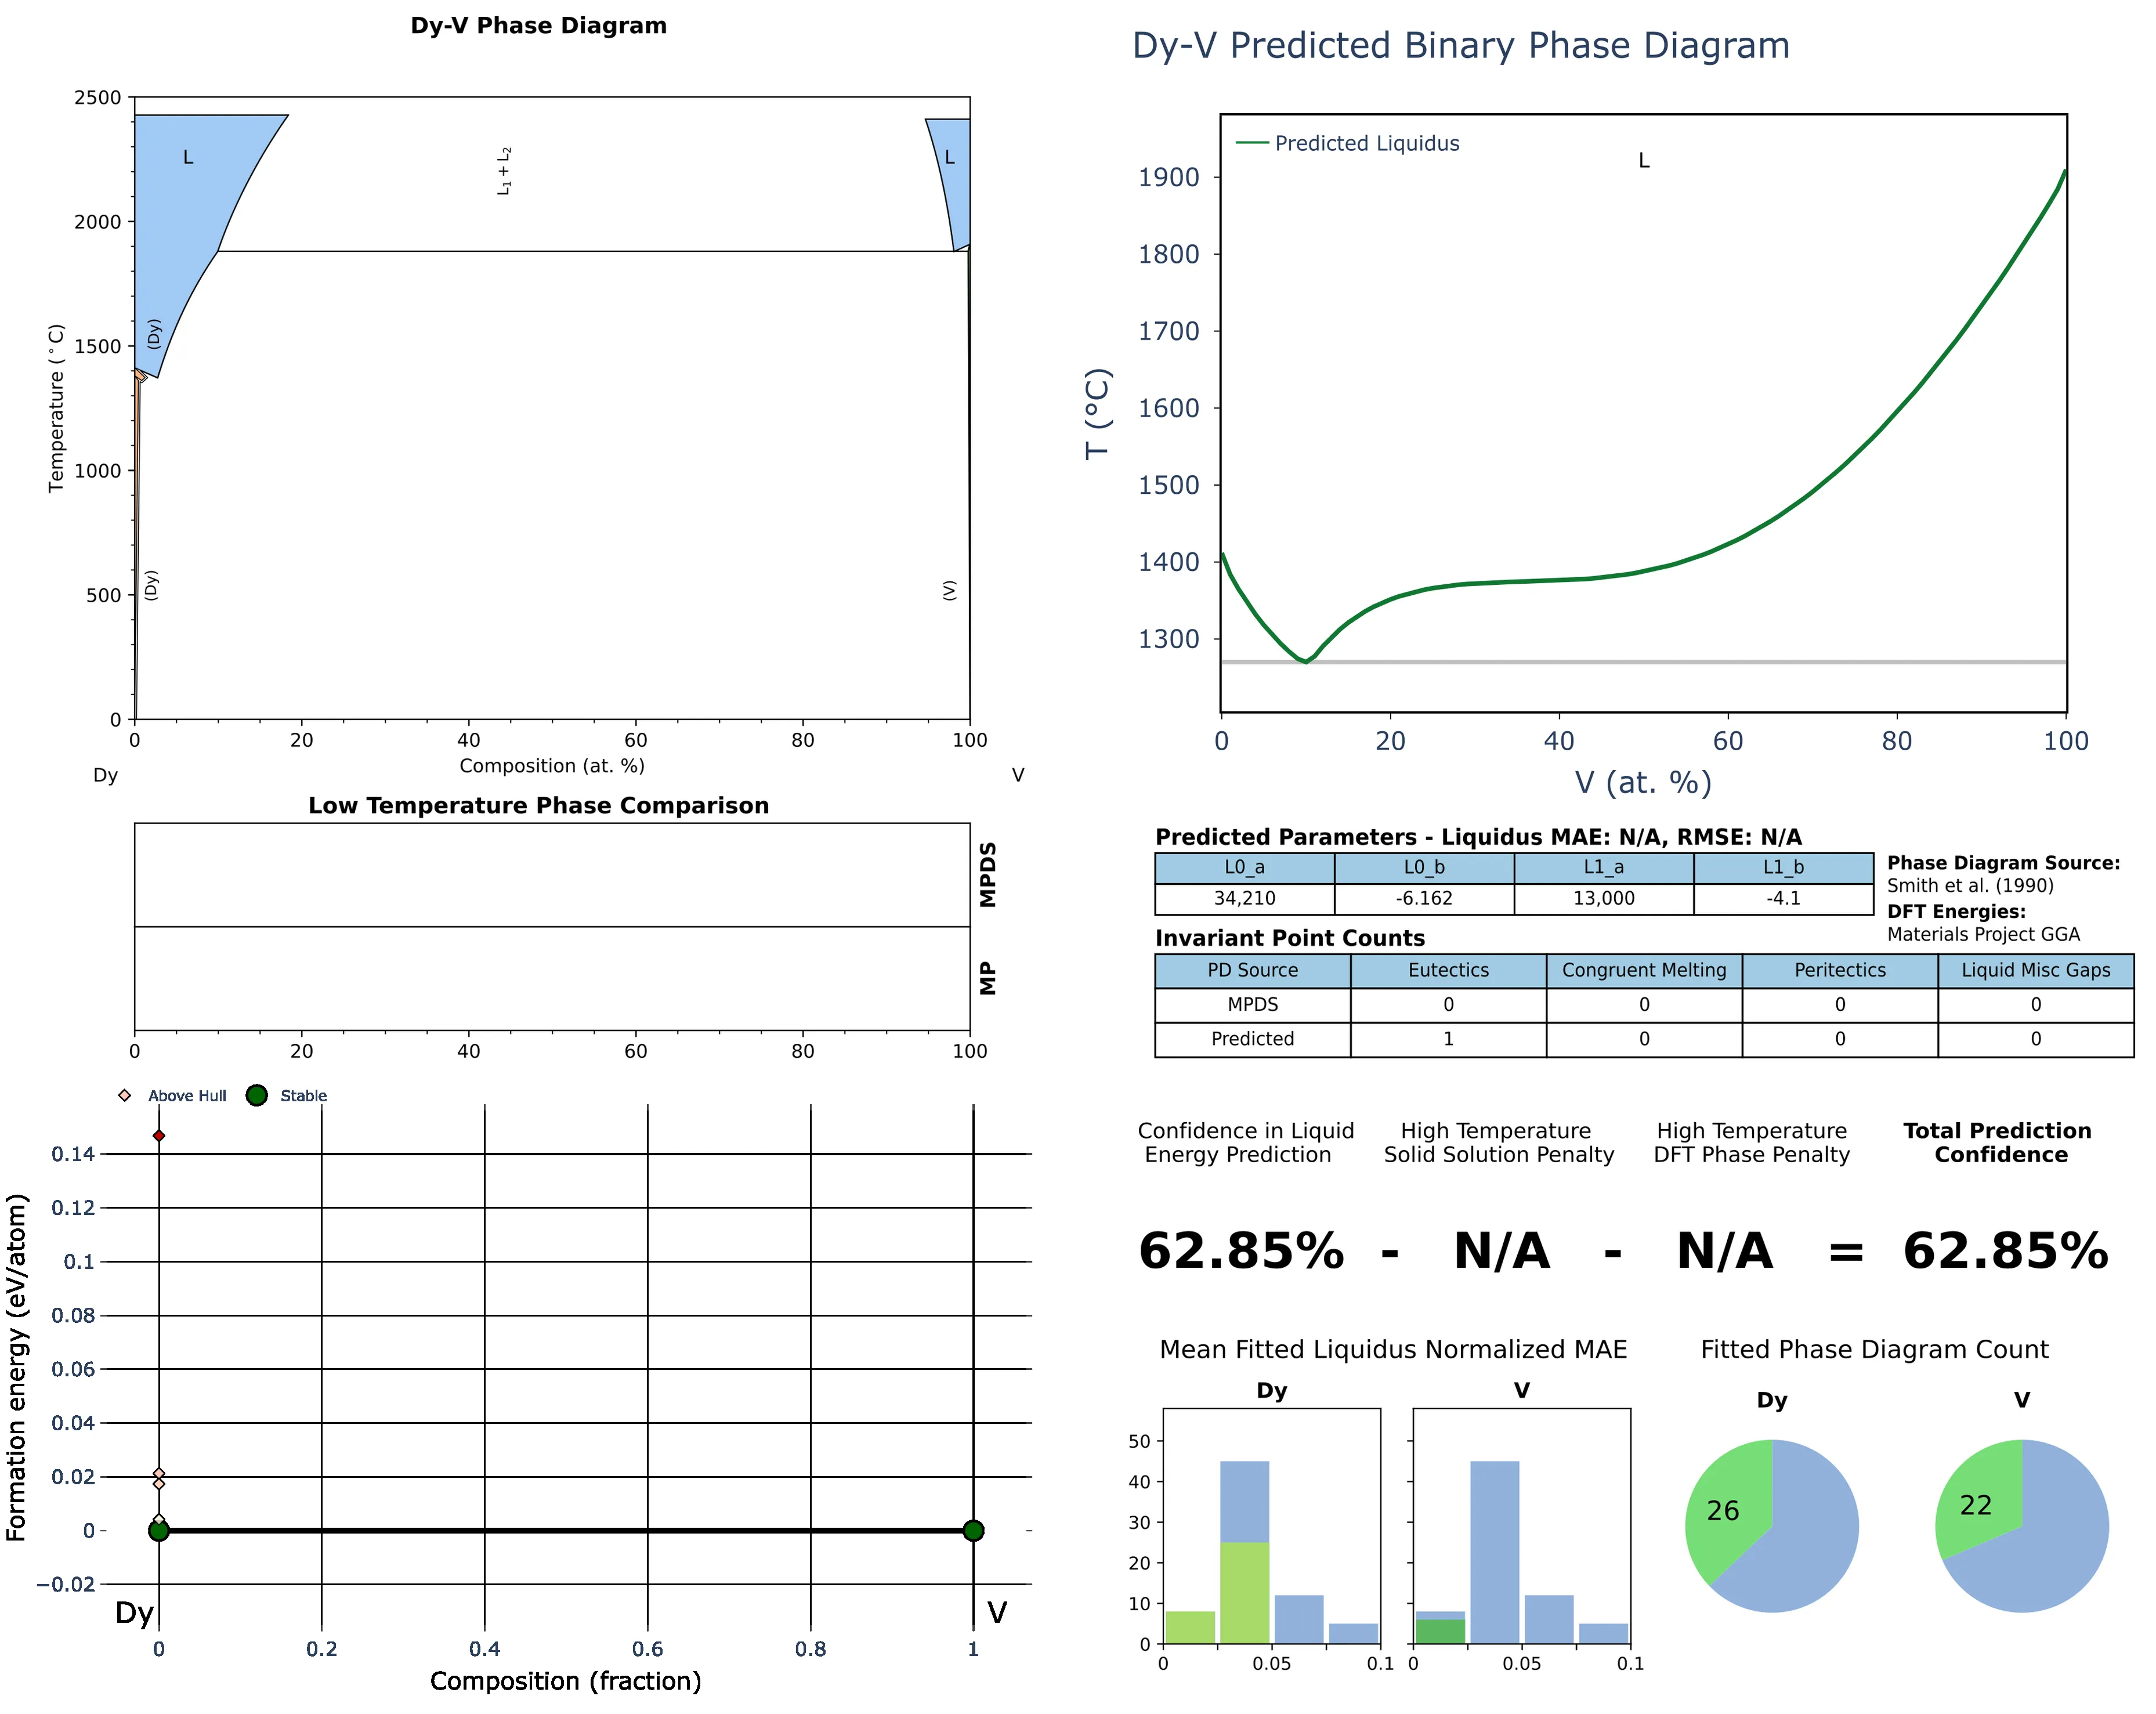 Dy-V Phase Diagram
2500
2000
1500
1000
500
0
Temperature (°C)
L
L₁ + L₂
L
(Dy)
(Dy)
(V)
0 20 40 60 80 100
Composition (at. %)
Dy V
Low Temperature Phase Comparison
MPDS
MP
0 20 40 60 80 100
Above Hull Stable
0.14
0.12
0.1
0.08
0.06
0.04
0.02
0
−0.02
Formation energy (eV/atom)
Dy V
0 0.2 0.4 0.6 0.8 1
Composition (fraction)
Dy-V Predicted Binary Phase Diagram
Predicted Liquidus
L
1900
1800
1700
1600
1500
1400
1300
T (°C)
0 20 40 60 80 100
V (at. %)
Predicted Parameters - Liquidus MAE: N/A, RMSE: N/A
L0_a L0_b L1_a L1_b
34,210 -6.162 13,000 -4.1
Phase Diagram Source:
Smith et al. (1990)
DFT Energies:
Materials Project GGA
Invariant Point Counts
PD Source Eutectics Congruent Melting Peritectics Liquid Misc Gaps
MPDS 0 0 0 0
Predicted 1 0 0 0
Confidence in Liquid
Energy Prediction
High Temperature
Solid Solution Penalty
High Temperature
DFT Phase Penalty
Total Prediction
Confidence
62.85% - N/A - N/A = 62.85%
Mean Fitted Liquidus Normalized MAE
Dy V
50
40
30
20
10
0
0 0.05 0.1 0 0.05 0.1
Fitted Phase Diagram Count
Dy V
26 22